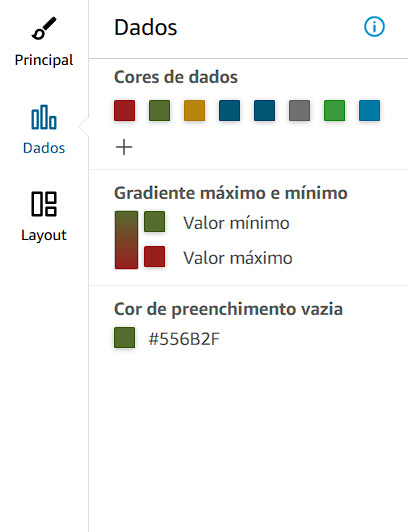 Principal
Dados
Layout
Dados
Cores de dados
Gradiente máximo e mínimo
Valor mínimo
Valor máximo
Cor de preenchimento vazia
#556B2F